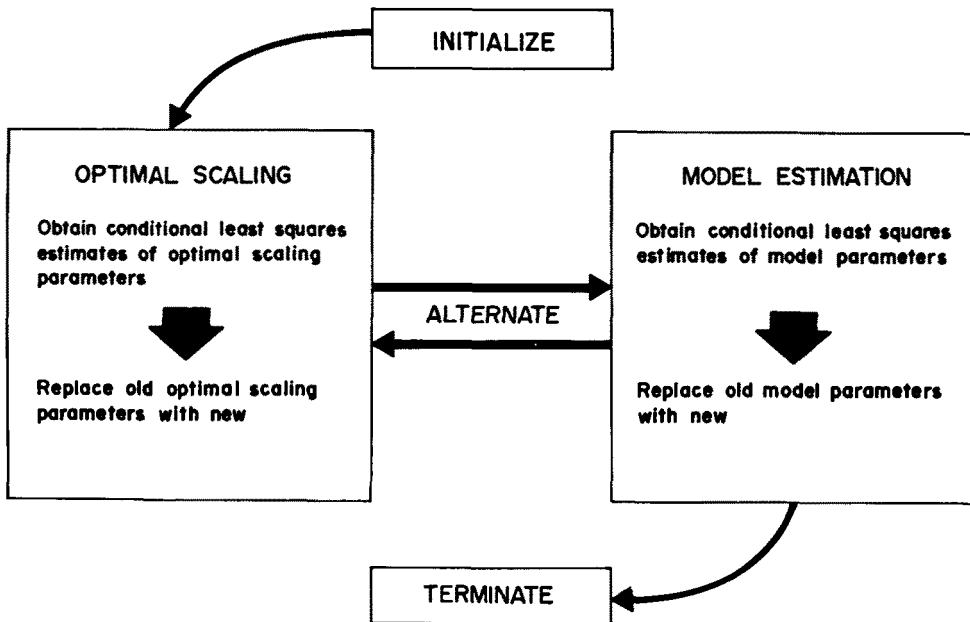 INITIALIZE
OPTIMAL SCALING
Obtain conditional least squares
estimates of optimal scaling
parameters
Replace old optimal scaling
parameters with new
ALTERNATE
MODEL ESTIMATION
Obtain conditional least squares
estimates of model parameters
Replace old model parameters
with new
TERMINATE